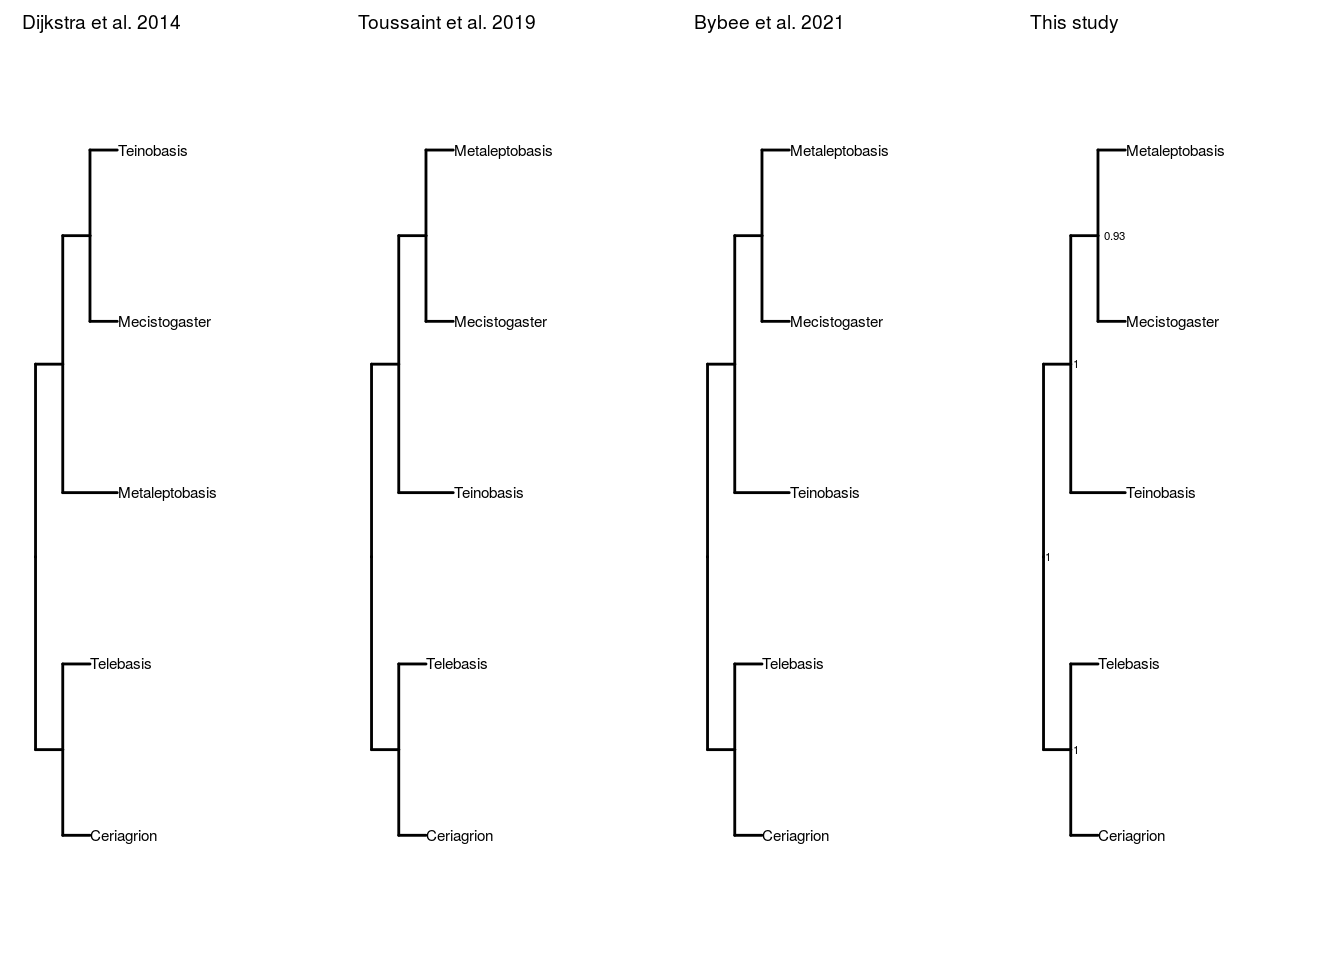 Dijkstra et al. 2014
Toussaint et al. 2019
Bybee et al. 2021
This study
Teinobasis
Mecistogaster
Metaleptobasis
Telebasis
Ceriagrion
Metaleptobasis
Mecistogaster
Teinobasis
Telebasis
Ceriagrion
Metaleptobasis
Mecistogaster
Teinobasis
Telebasis
Ceriagrion
Metaleptobasis
0.93
Mecistogaster
1
Teinobasis
1
Telebasis
1
Ceriagrion